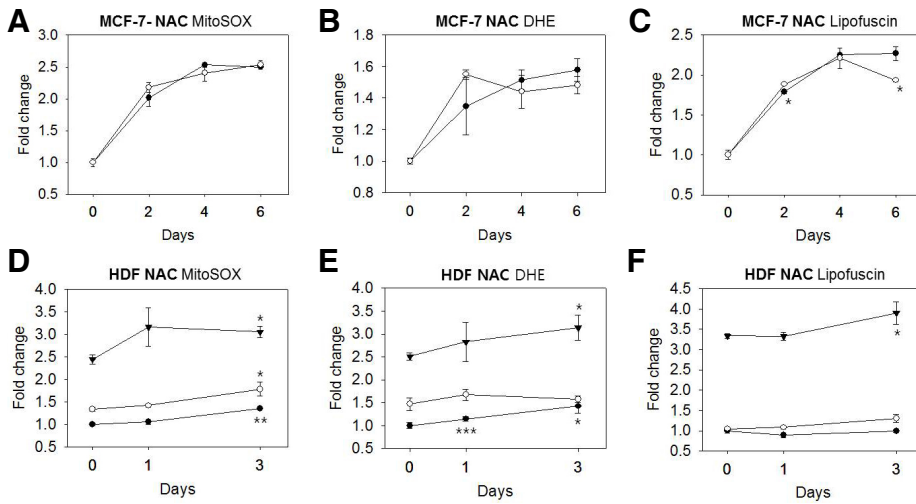 A
MCF-7- NAC MitoSOX
Fold change
3.0
2.5
2.0
1.5
1.0
0.5
0 2 4 6
Days
B
MCF-7 NAC DHE
Fold change
1.8
1.6
1.4
1.2
1.0
0.8
0 2 4 6
Days
C
MCF-7 NAC Lipofuscin
Fold change
2.5
2.0
1.5
1.0
0.5
*
*
0 2 4 6
Days
D
HDF NAC MitoSOX
Fold change
4.0
3.5
3.0
2.5
2.0
1.5
1.0
0.5
*
*
**
0 1 3
Days
E
HDF NAC DHE
Fold change
4.0
3.5
3.0
2.5
2.0
1.5
1.0
0.5
*
***
*
0 1 3
Days
F
HDF NAC Lipofuscin
Fold change
4.5
4.0
3.5
3.0
2.5
2.0
1.5
1.0
0.5
*
0 1 3
Days